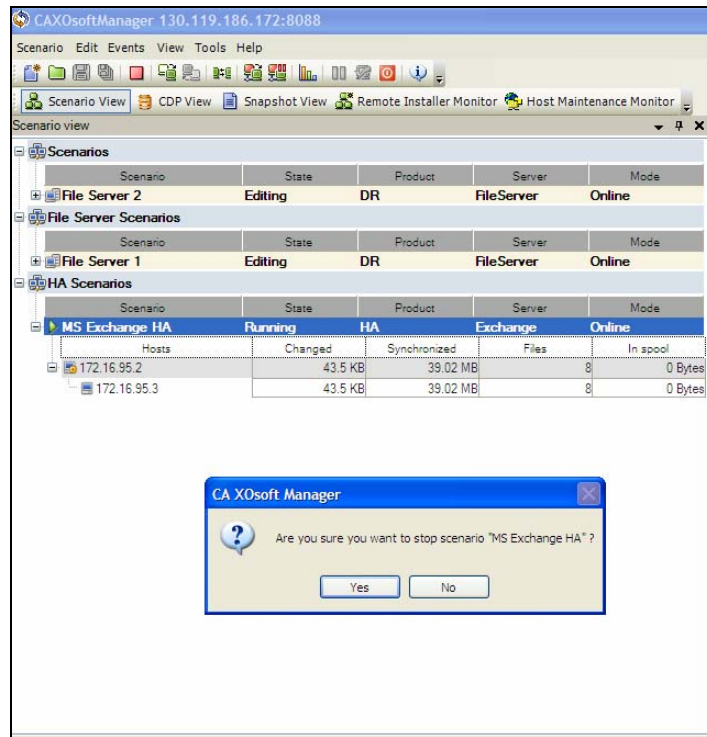 CAXOsoftManager 130.119.186.172:8088
Scenario Edit Events View Tools Help
Scenario View CDP View Snapshot View Remote Installer Monitor Host Maintenance Monitor
Scenario view
Scenarios
Scenario State Product Server Mode
File Server 2 Editing DR FileServer Online
File Server Scenarios
Scenario State Product Server Mode
File Server 1 Editing DR FileServer Online
HA Scenarios
Scenario State Product Server Mode
MS Exchange HA Running HA Exchange Online
Hosts Changed Synchronized Files In spool
172.16.95.2 43.5 KB 39.02 MB 8 0 Bytes
172.16.95.3 43.5 KB 39.02 MB 8 0 Bytes
CA XOsoft Manager
Are you sure you want to stop scenario "MS Exchange HA" ?
Yes No